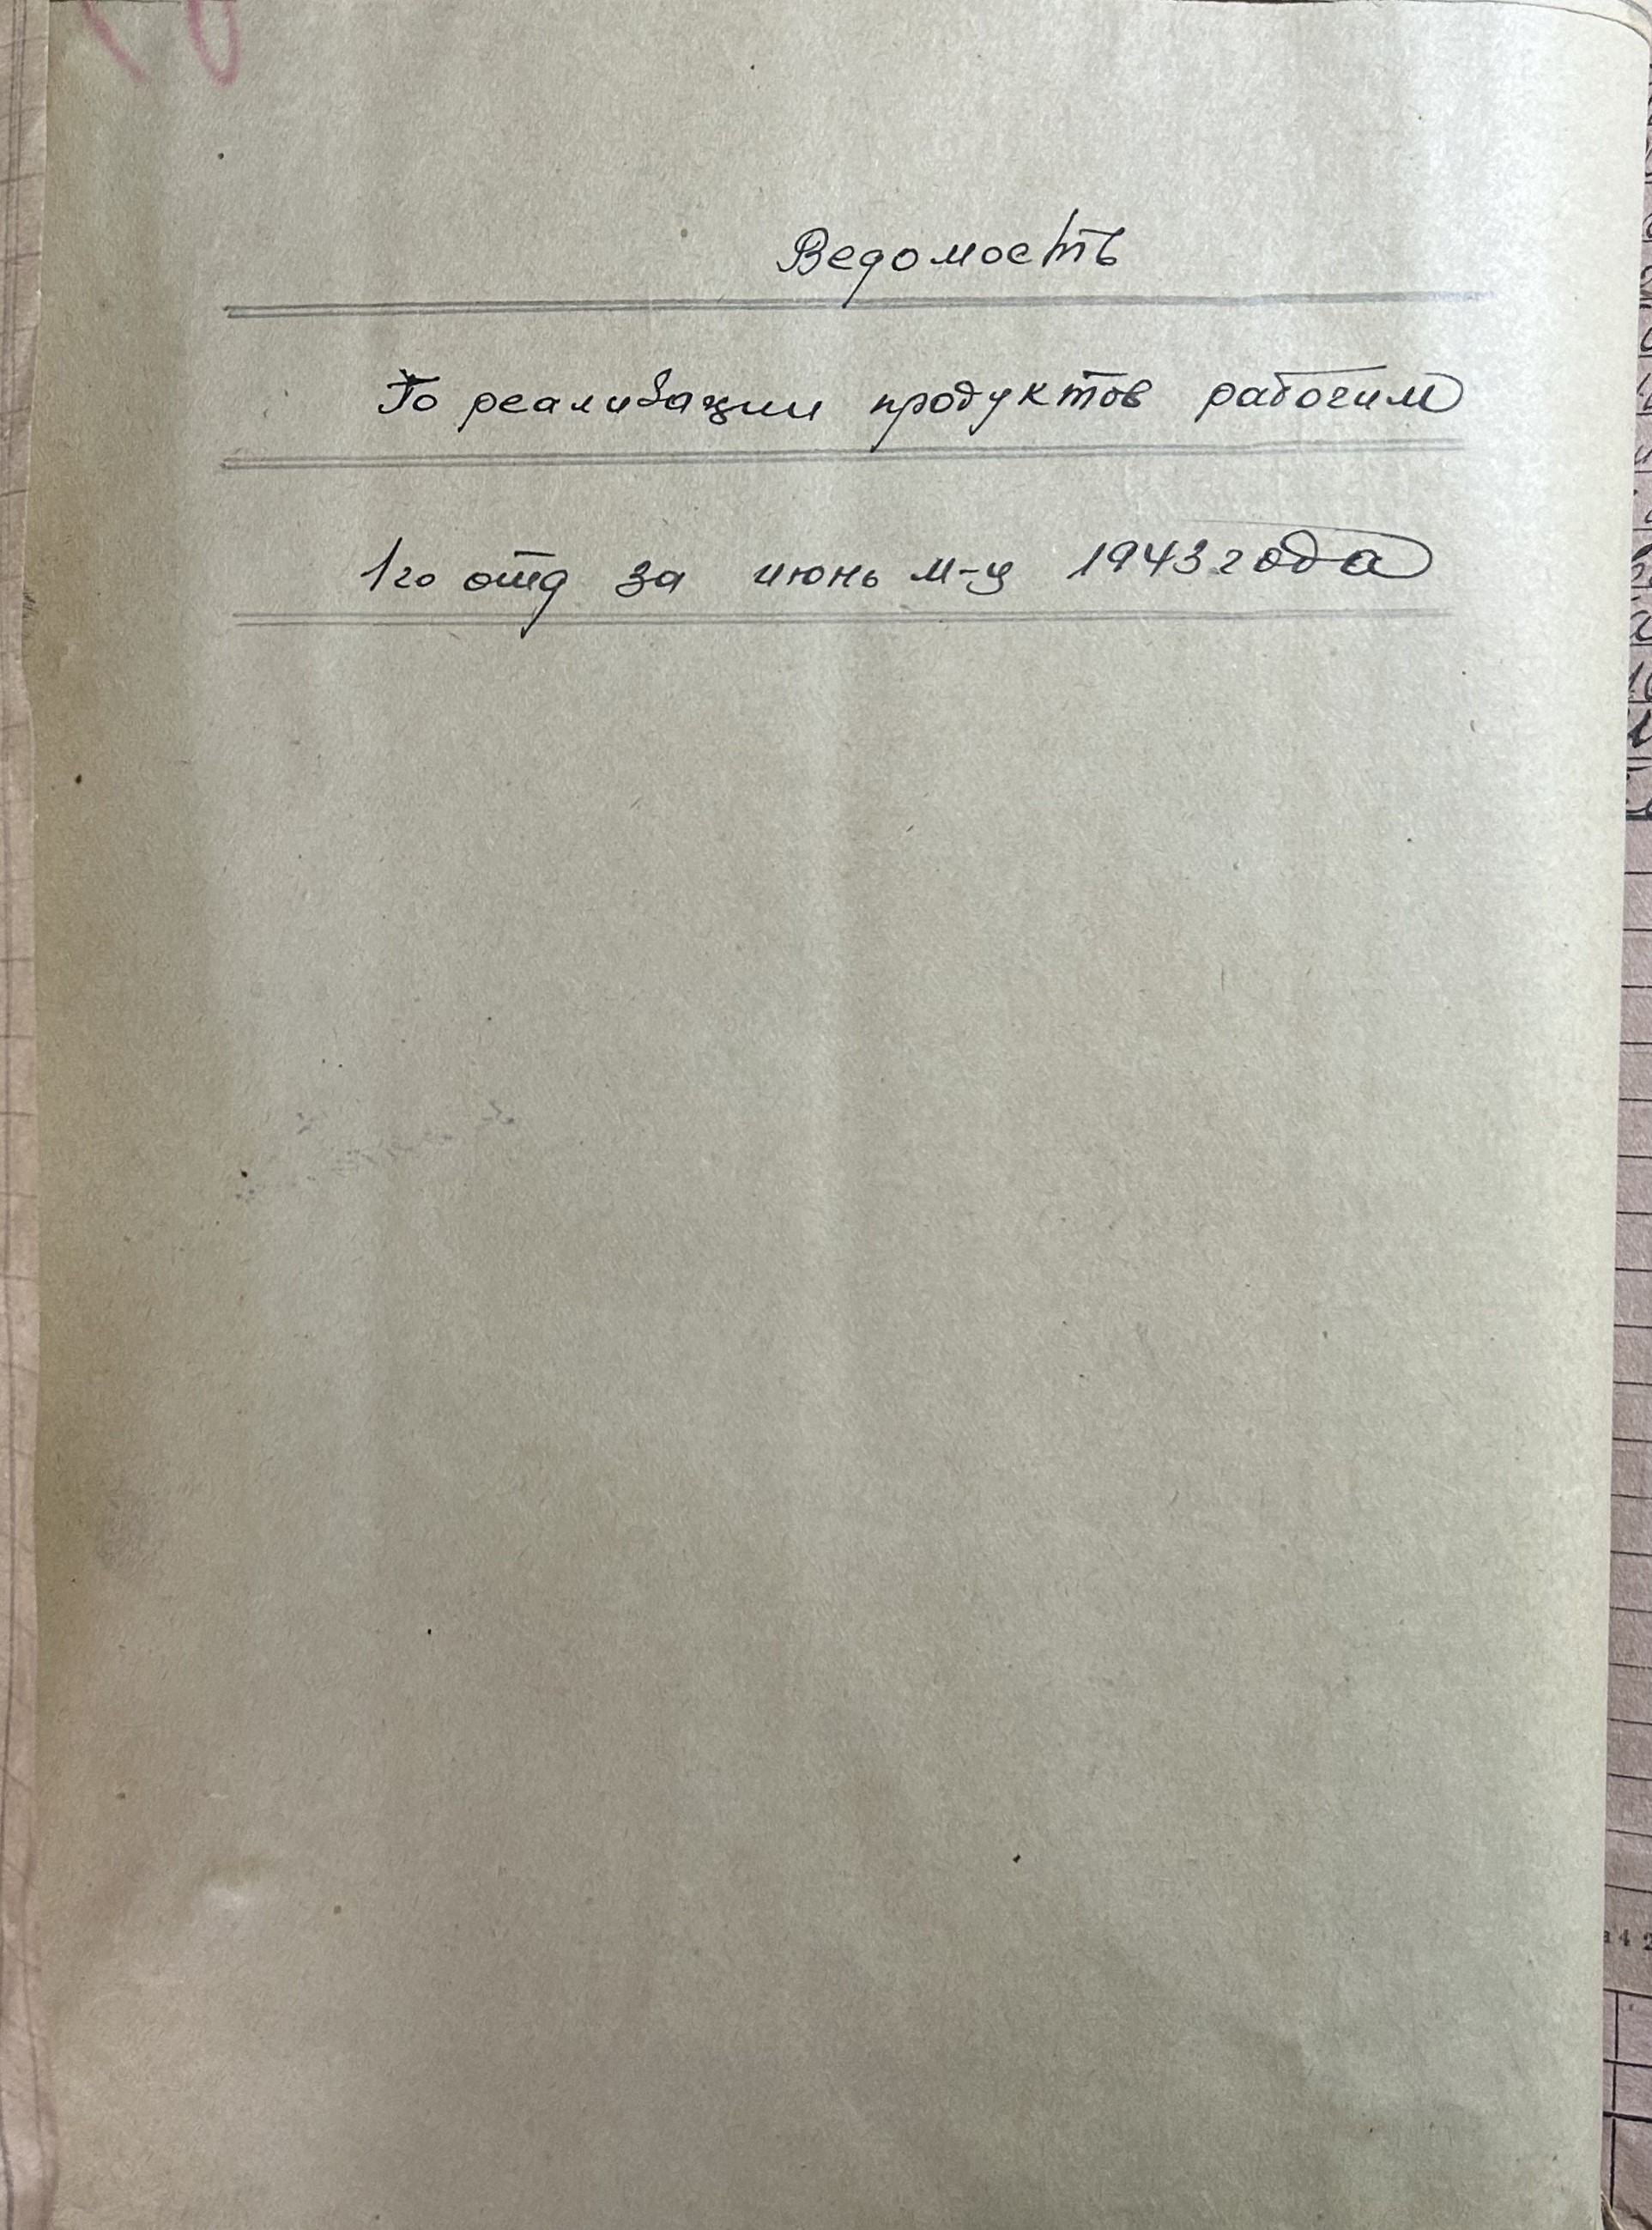 Ведомость
По реализации продуктов рабочим
1го отд за июнь м-ц 1943 года